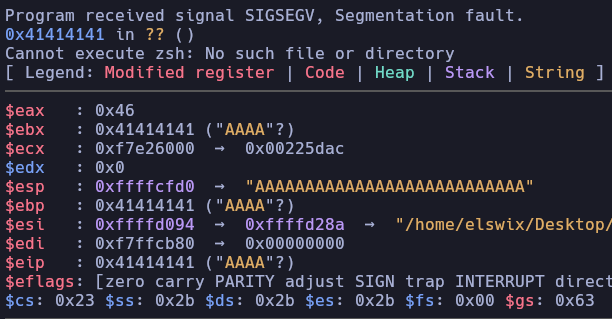 Program received signal SIGSEGV, Segmentation fault.
0x41414141 in ?? ()
Cannot execute zsh: No such file or directory
[ Legend: Modified register | Code | Heap | Stack | String ]
$eax   : 0x46
$ebx   : 0x41414141 ("AAAA"?)
$ecx   : 0xf7e26000  →  0x00225dac
$edx   : 0x0
$esp   : 0xffffcfd0  →  "AAAAAAAAAAAAAAAAAAAAAAAAAAA"
$ebp   : 0x41414141 ("AAAA"?)
$esi   : 0xffffd094  →  0xffffd28a  →  "/home/elswix/Desktop/
$edi   : 0xf7ffcb80  →  0x00000000
$eip   : 0x41414141 ("AAAA"?)
$eflags: [zero carry PARITY adjust SIGN trap INTERRUPT direct
$cs: 0x23 $ss: 0x2b $ds: 0x2b $es: 0x2b $fs: 0x00 $gs: 0x63